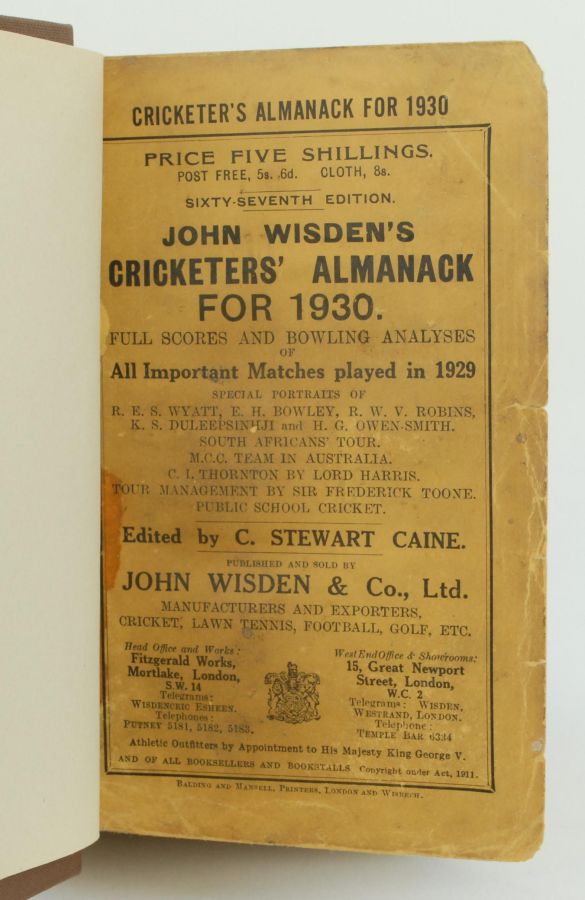 CRICKETER'S ALMANACK FOR 1930
PRICE FIVE SHILLINGS.
POST FREE, 5s. 6d. CLOTH, 8s.
SIXTY-SEVENTH EDITION.
JOHN WISDEN'S
CRICKETERS' ALMANACK
FOR 1930.
FULL SCORES AND BOWLING ANALYSES
OF
All Important Matches played in 1929
SPECIAL PORTRAITS OF
R. E. S. WYATT, E. H. BOWLEY, R. W. V. ROBINS,
K. S. DULEEPSINHJI and H. G. OWEN-SMITH.
SOUTH AFRICANS' TOUR.
M.C.C. TEAM IN AUSTRALIA.
C. I. THORNTON BY LORD HARRIS.
TOUR MANAGEMENT BY SIR FREDERICK TOONE.
PUBLIC SCHOOL CRICKET.
Edited by C. STEWART CAINE.
PUBLISHED AND SOLD BY
JOHN WISDEN & Co., Ltd.
MANUFACTURERS AND EXPORTERS,
CRICKET, LAWN TENNIS, FOOTBALL, GOLF, ETC.
Head Office and Works:
Fitzgerald Works,
Mortlake, London,
S.W. 14
Telegrams:
WISDENCRIC EShEEN.
Telephones:
PUTNEY 5181, 5182, 5183.
West End Office & Showrooms:
15, Great Newport
Street, London,
W.C. 2
Telegrams: WISDEN,
WESTRAND, LONDON.
Telephone:
TEMPLE BAR 6334
Athletic Outfitters by Appointment to His Majesty King George V.
AND OF ALL BOOKSELLERS AND BOOKSTALLS Copyright under Act, 1911.
BALDING AND MANSELL, PRINTERS, LONDON AND WISBECH.